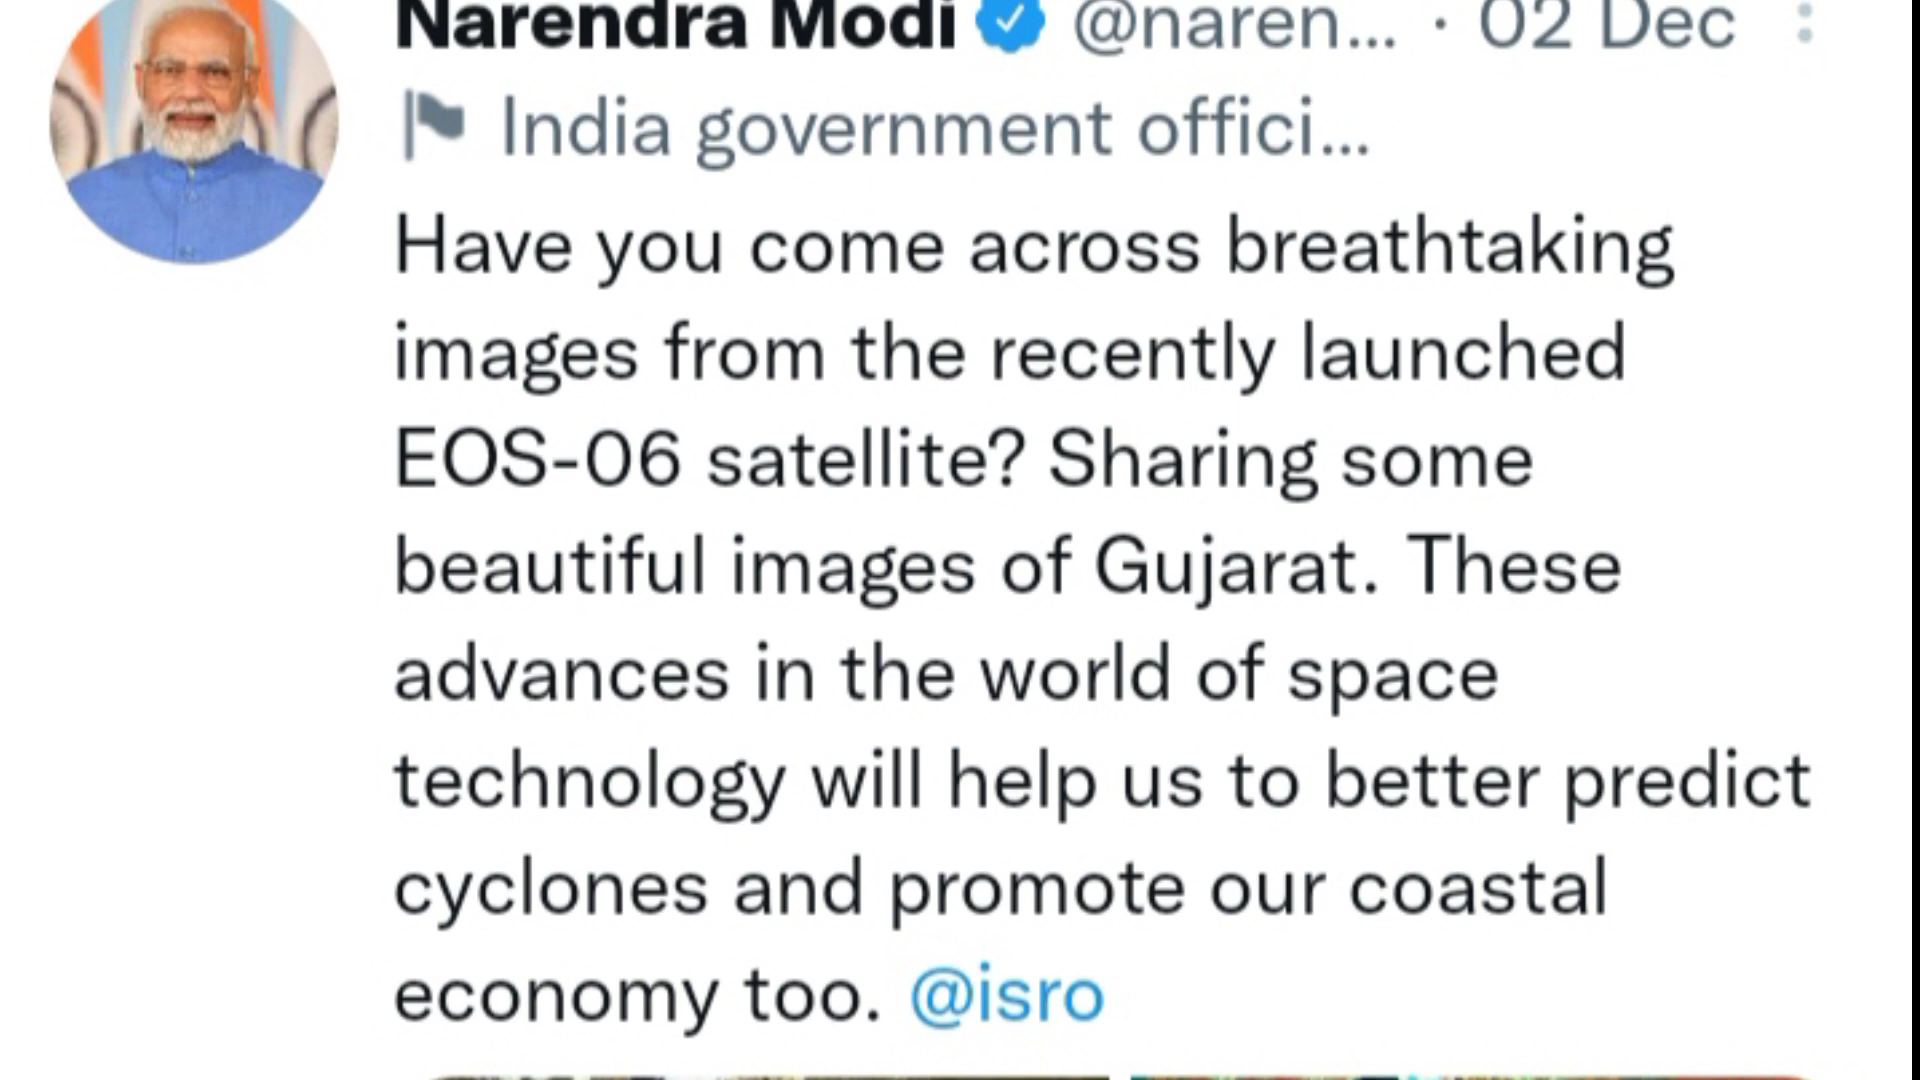 Narendra Modi @naren... · 02 Dec
India government offici...
Have you come across breathtaking
images from the recently launched
EOS-06 satellite? Sharing some
beautiful images of Gujarat. These
advances in the world of space
technology will help us to better predict
cyclones and promote our coastal
economy too. @isro